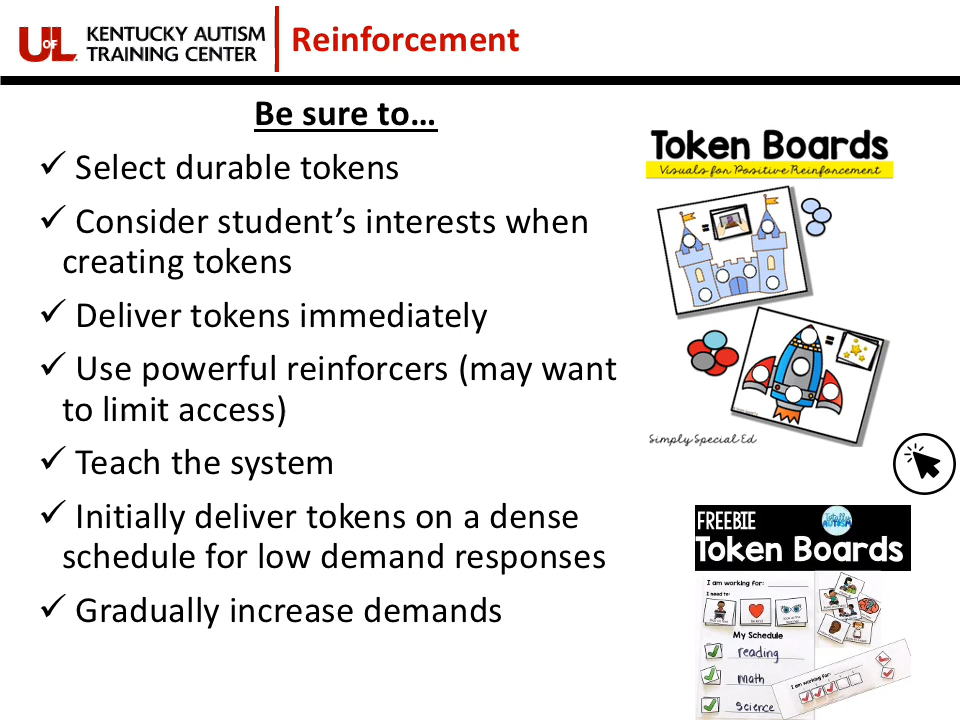 UofL KENTUCKY AUTISM
TRAINING CENTER
Reinforcement
Be sure to…
✓ Select durable tokens
✓ Consider student’s interests when
creating tokens
✓ Deliver tokens immediately
✓ Use powerful reinforcers (may want
to limit access)
✓ Teach the system
✓ Initially deliver tokens on a dense
schedule for low demand responses
✓ Gradually increase demands
Token Boards
Visuals for Positive Reinforcement
=
=
Simply Special Ed
FREEBIE
Totally
AUTISM
Token Boards
I am working for:
I need to:
My Schedule
reading
math
science
I am working for: